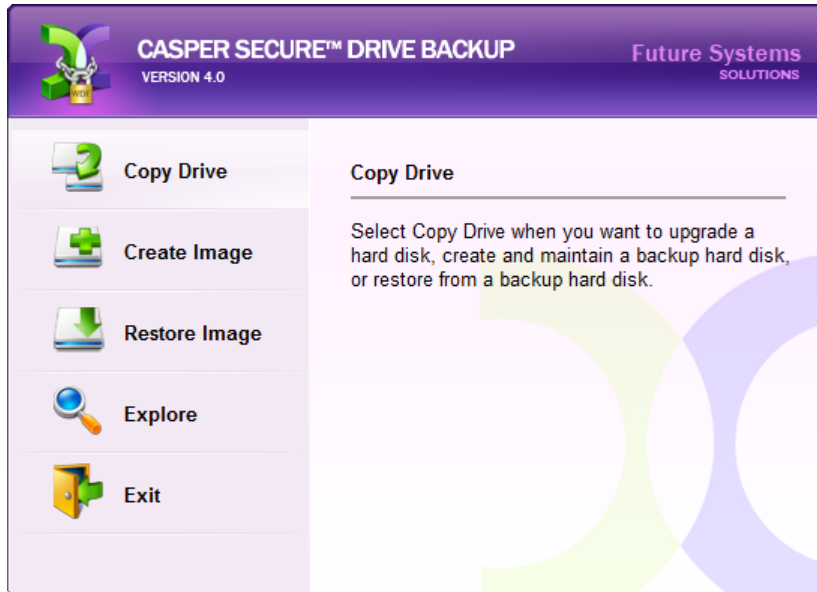 CASPER SECURE™ DRIVE BACKUP
VERSION 4.0
Future Systems
SOLUTIONS
WDE
Copy Drive
Create Image
Restore Image
Explore
Exit
Copy Drive
Select Copy Drive when you want to upgrade a
hard disk, create and maintain a backup hard disk,
or restore from a backup hard disk.